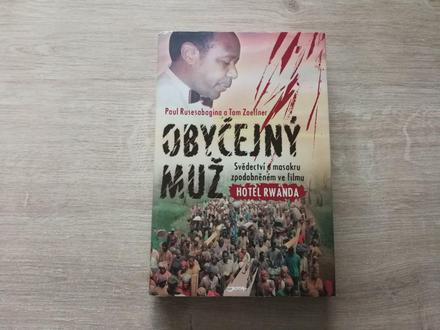 Paul Rusesabagina a Tom Zoellner
OBYČEJNÝ
MUŽ
Svědectví o masakru
zpodobněném ve filmu
HOTEL RWANDA